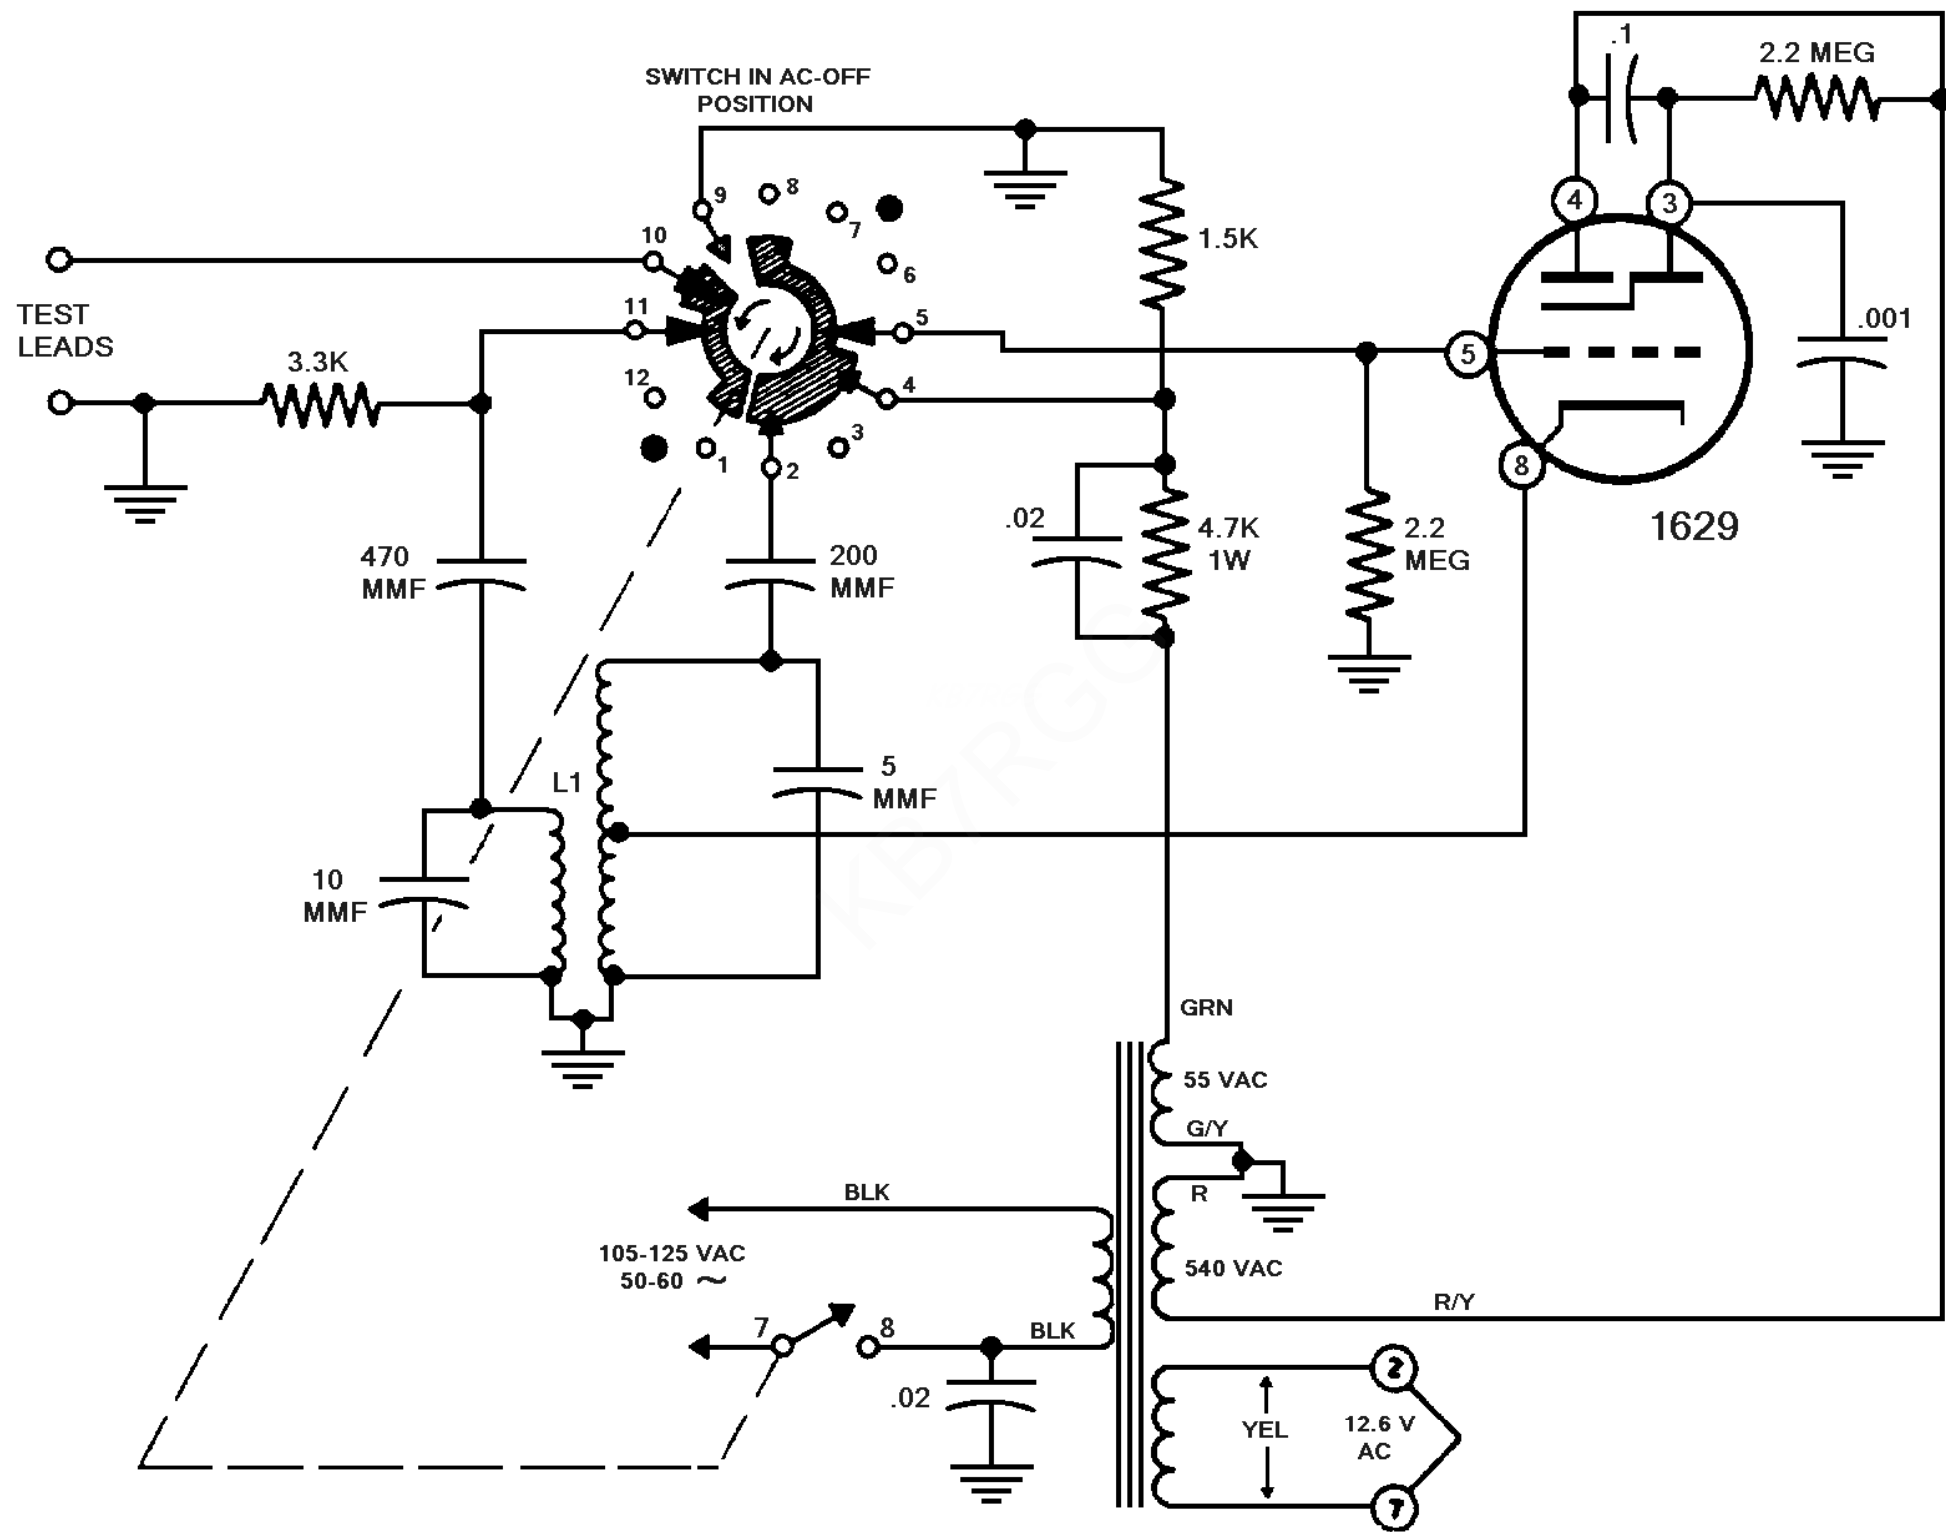 SWITCH IN AC-OFF
POSITION
.1
2.2 MEG
9
8
7
10
6
11
5
12
4
1
2
3
4
3
5
8
1629
TEST
LEADS
3.3K
1.5K
.001
470
MMF
200
MMF
.02
4.7K
1W
2.2
MEG
L1
5
MMF
10
MMF
KB7RGG
GRN
55 VAC
G/Y
R
540 VAC
R/Y
BLK
105-125 VAC
50-60 ~
7
8
BLK
.02
YEL
12.6 V
AC
2
7